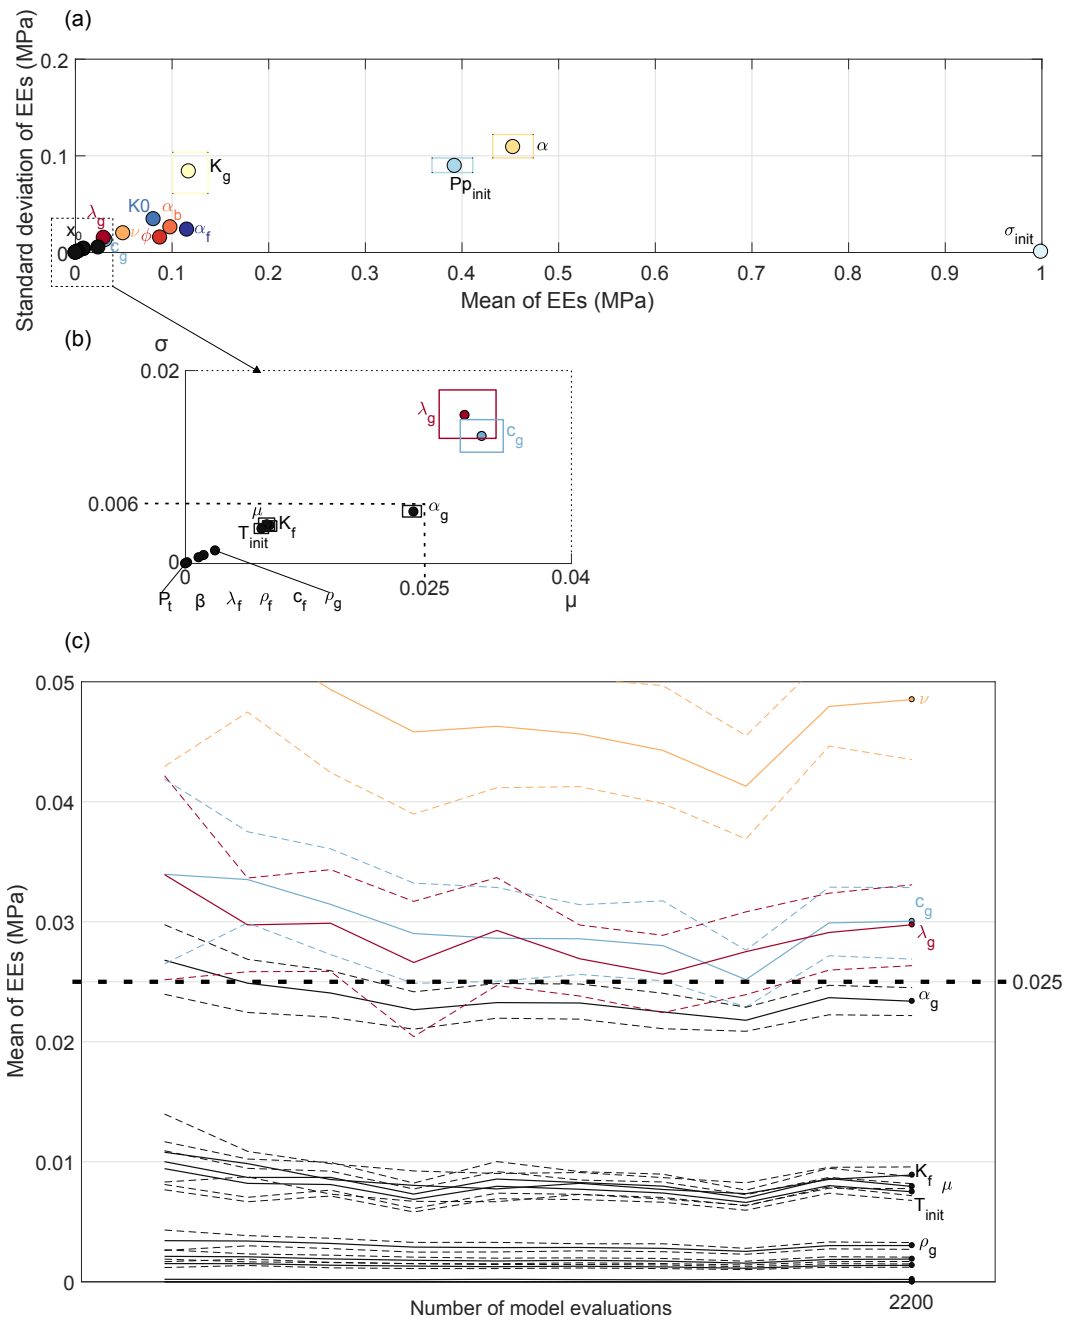 (a)
Standard deviation of EEs (MPa)
0.2
0.1
0
K_g
α
Pp_init
K0
α_b
λ_g
ν
ϕ
α_f
x_0
c_g
σ_init
0
0.1
0.2
0.3
0.4
0.5
0.6
0.7
0.8
0.9
1
Mean of EEs (MPa)
(b)
σ
0.02
λ_g
c_g
0.006
α_g
μ
T_init
K_f
0
0
0.025
0.04
P_t
β
λ_f
ρ_f
c_f
ρ_g
μ
(c)
Mean of EEs (MPa)
0.05
0.04
0.03
0.02
0.01
0
ν
c_g
λ_g
0.025
α_g
K_f
μ
T_init
ρ_g
Number of model evaluations
2200